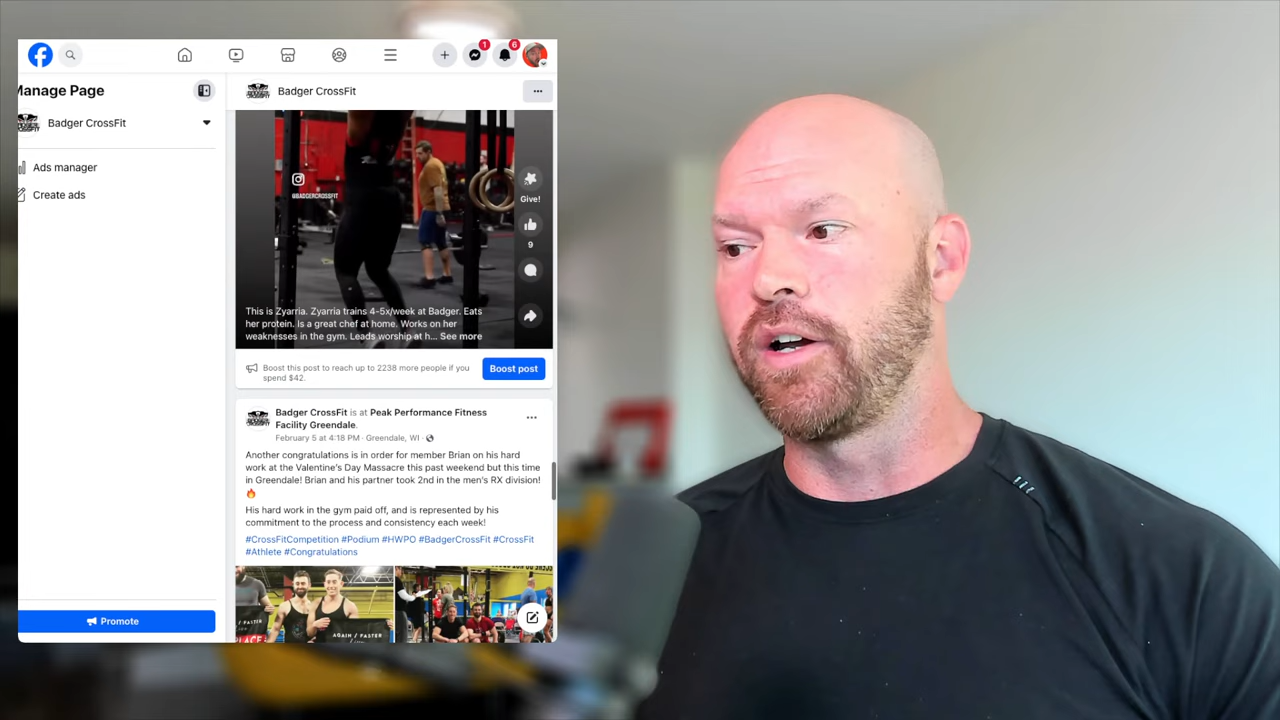 1
6
Manage Page
Badger CrossFit
Badger CrossFit
Ads manager
Create ads
@BADGERCROSSFIT
Give!
9
This is Zyarria. Zyarria trains 4-5x/week at Badger. Eats
her protein. is a great chef at home. Works on her
weaknesses in the gym. Leads worship at h... See more
Boost this post to reach up to 2238 more people if you
spend $42.
Boost post
Badger CrossFit is at Peak Performance Fitness
Facility Greendale.
February 5 at 4:18 PM · Greendale, WI ·
Another congratulations is in order for member Brian on his hard
work at the Valentine's Day Massacre this past weekend but this time
in Greendale! Brian and his partner took 2nd in the men's RX division!
🔥
His hard work in the gym paid off, and is represented by his
commitment to the process and consistency each week!
#CrossFitCompetition #Podium #HWPO #BadgerCrossFit #CrossFit
#Athlete #Congratulations
AGAIN / FASTER
PLACE
Promote